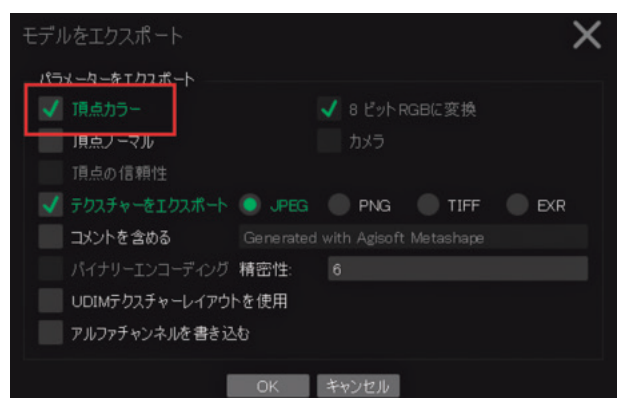 モデルをエクスポート
パラメーターをエクスポート
頂点カラー 8 ビットRGBに変換
頂点ノーマル カメラ
頂点の信頼性
テクスチャーをエクスポート JPEG PNG TIFF EXR
コメントを含める Generated with Agisoft Metashape
バイナリーエンコーディング 精密性: 6
UDIMテクスチャーレイアウトを使用
アルファチャンネルを書き込む
OK キャンセル